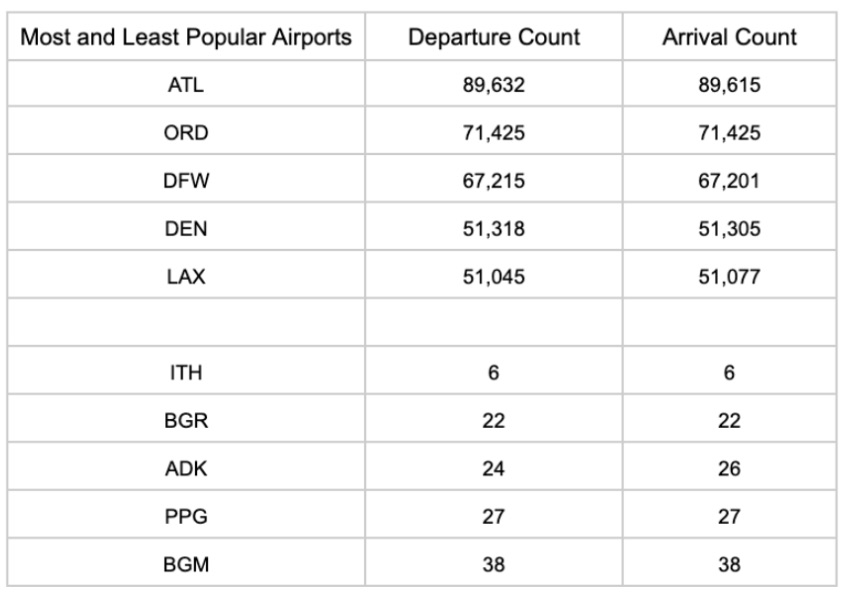 Most and Least Popular Airports Departure Count Arrival Count
ATL 89,632 89,615
ORD 71,425 71,425
DFW 67,215 67,201
DEN 51,318 51,305
LAX 51,045 51,077
ITH 6 6
BGR 22 22
ADK 24 26
PPG 27 27
BGM 38 38